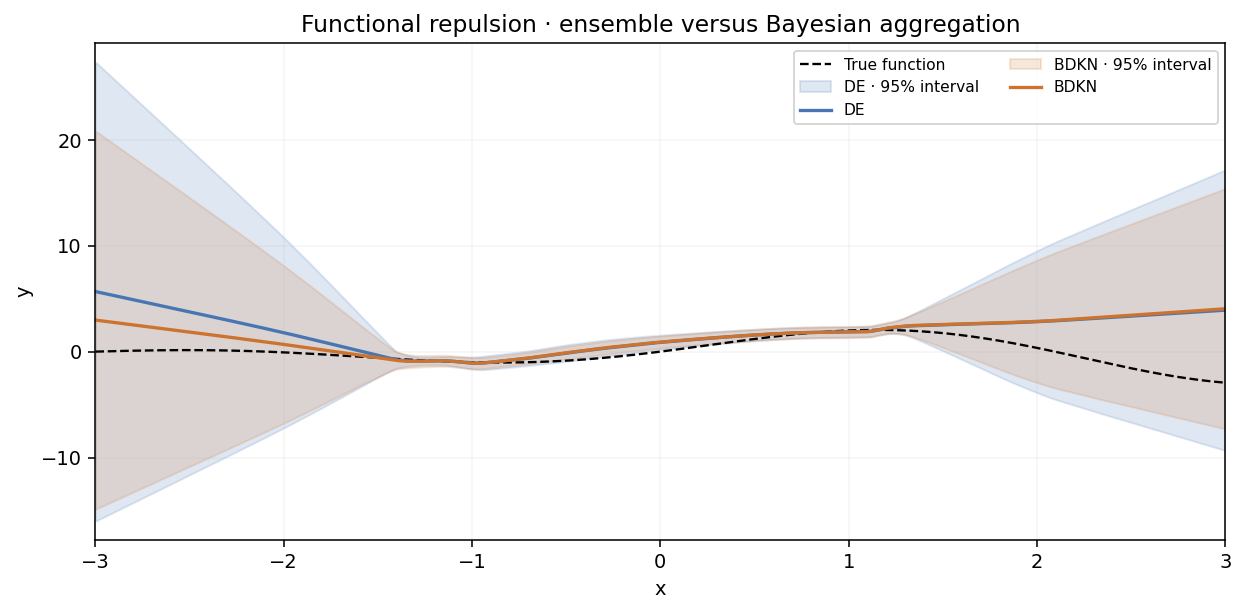 Functional repulsion · ensemble versus Bayesian aggregation
True function
DE · 95% interval
DE
BDKN · 95% interval
BDKN
y
20
10
0
−10
−3
−2
−1
0
1
2
3
x